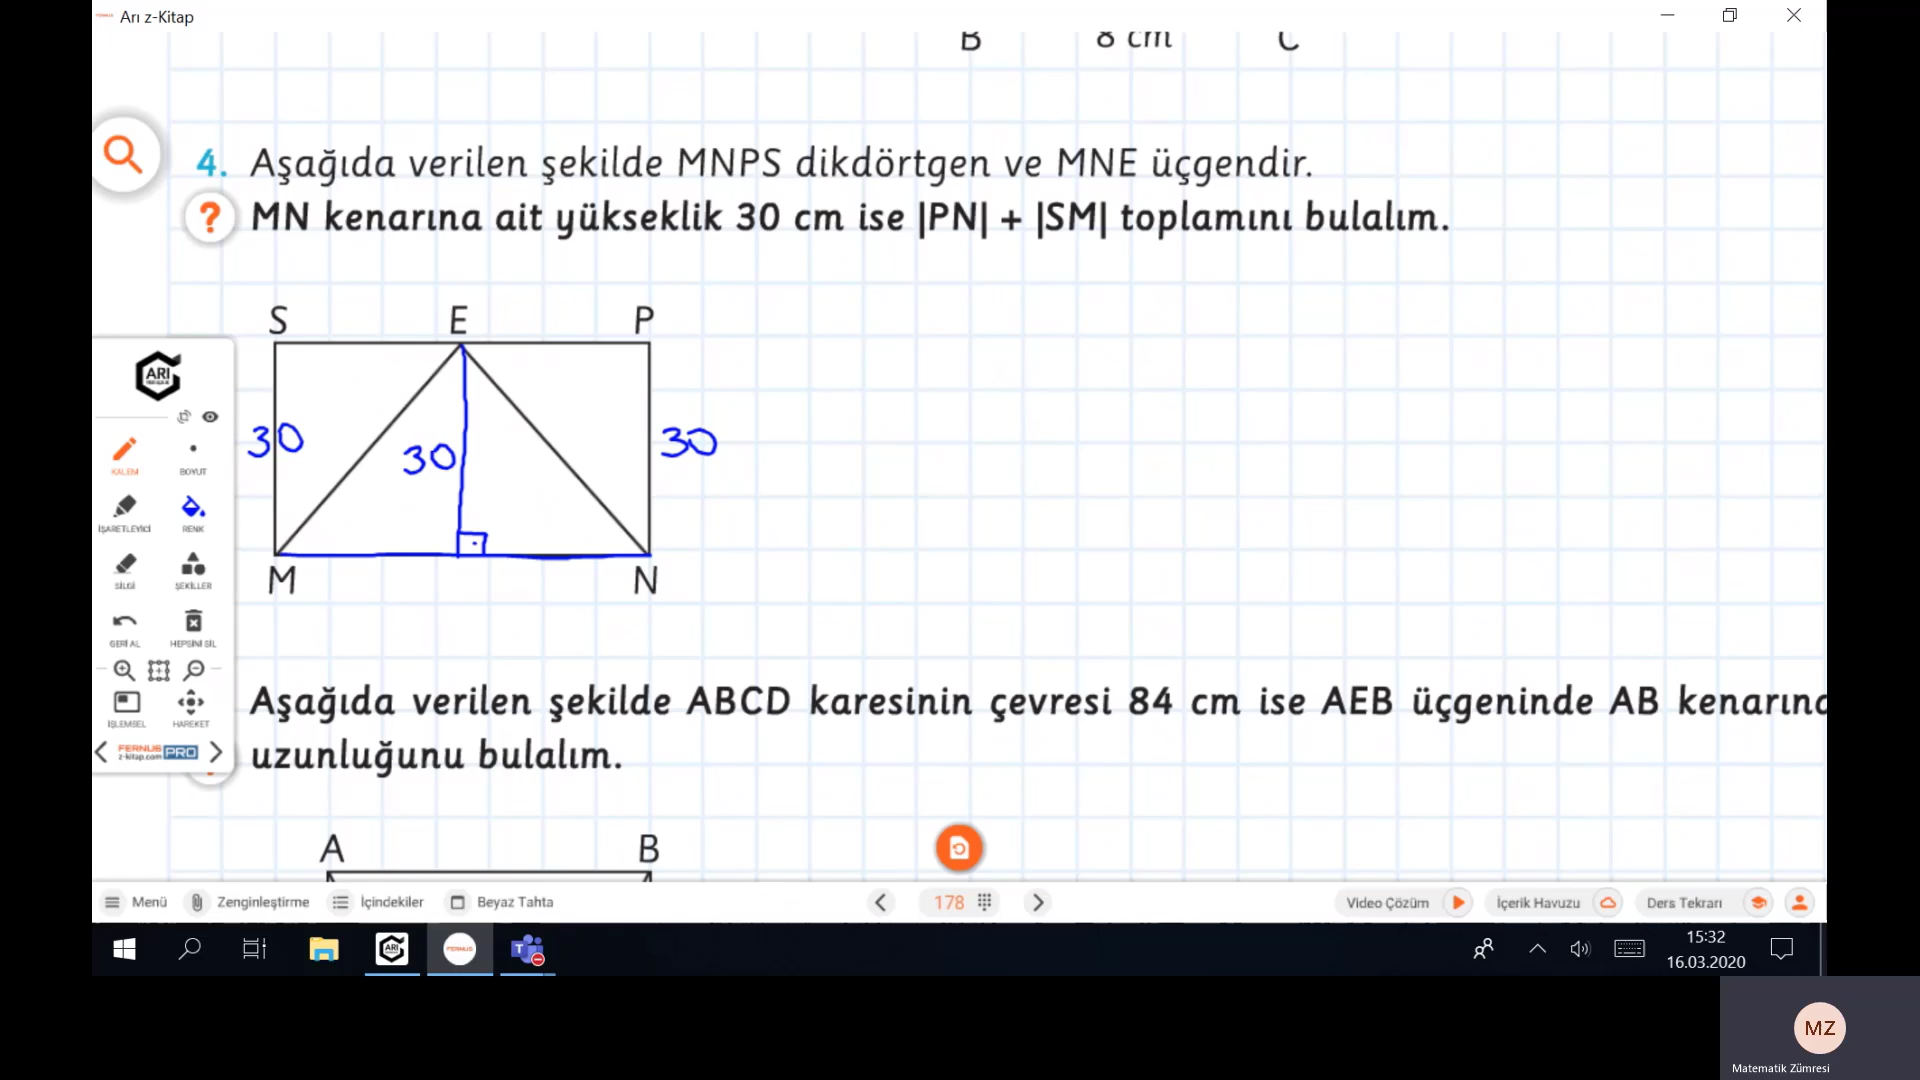 Arı z-Kitap
B 8 cm C
4. Aşağıda verilen şekilde MNPS dikdörtgen ve MNE üçgendir.
? MN kenarına ait yükseklik 30 cm ise |PN| + |SM| toplamını bulalım.
S E P
30 30 30
M N
ARI
KALEM BOYUT
İŞARETLEYİCİ RENK
SİLGİ ŞEKİLLER
GERİ AL HEPSİNİ SİL
İŞLEMSEL HAREKET
FERNUS
z-kitap.com PRO
Aşağıda verilen şekilde ABCD karesinin çevresi 84 cm ise AEB üçgeninde AB kenarına
uzunluğunu bulalım.
A B
Menü Zenginleştirme İçindekiler Beyaz Tahta 178 Video Çözüm İçerik Havuzu Ders Tekrarı
ARI FERNUS T
15:32
16.03.2020
MZ
Matematik Zümresi